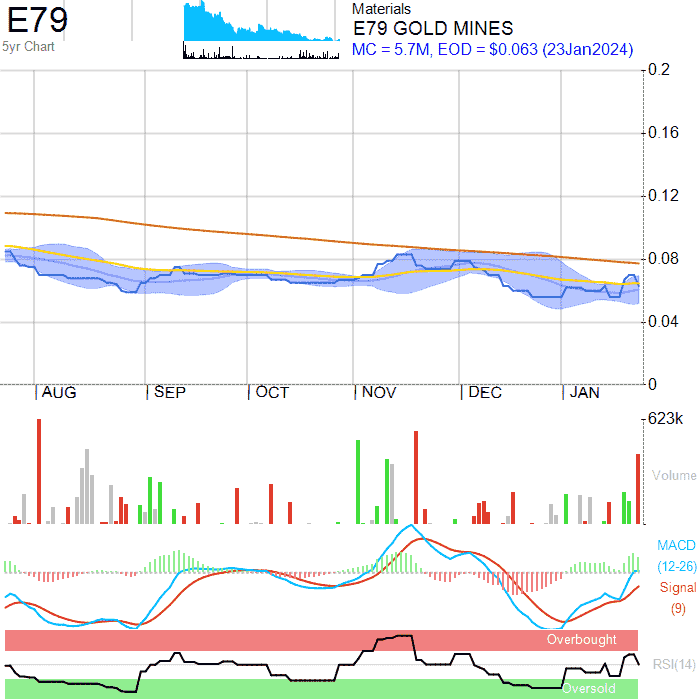 E79
5yr Chart
Materials
E79 GOLD MINES
MC = 5.7M, EOD = $0.063 (23Jan2024)
0.2
0.16
0.12
0.08
0.04
0
AUG SEP OCT NOV DEC JAN
623k
Volume
MACD
(12-26)
Signal
(9)
Overbought
RSI(14)
Oversold